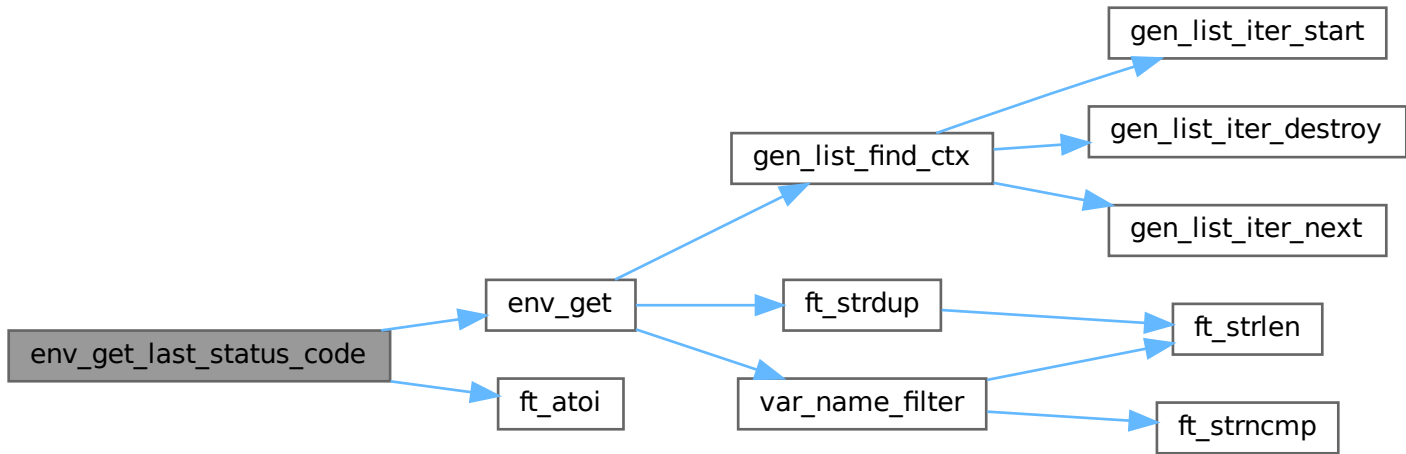 gen_list_iter_start
gen_list_iter_destroy
gen_list_find_ctx
gen_list_iter_next
env_get
ft_strdup
ft_strlen
env_get_last_status_code
ft_atoi
var_name_filter
ft_strncmp